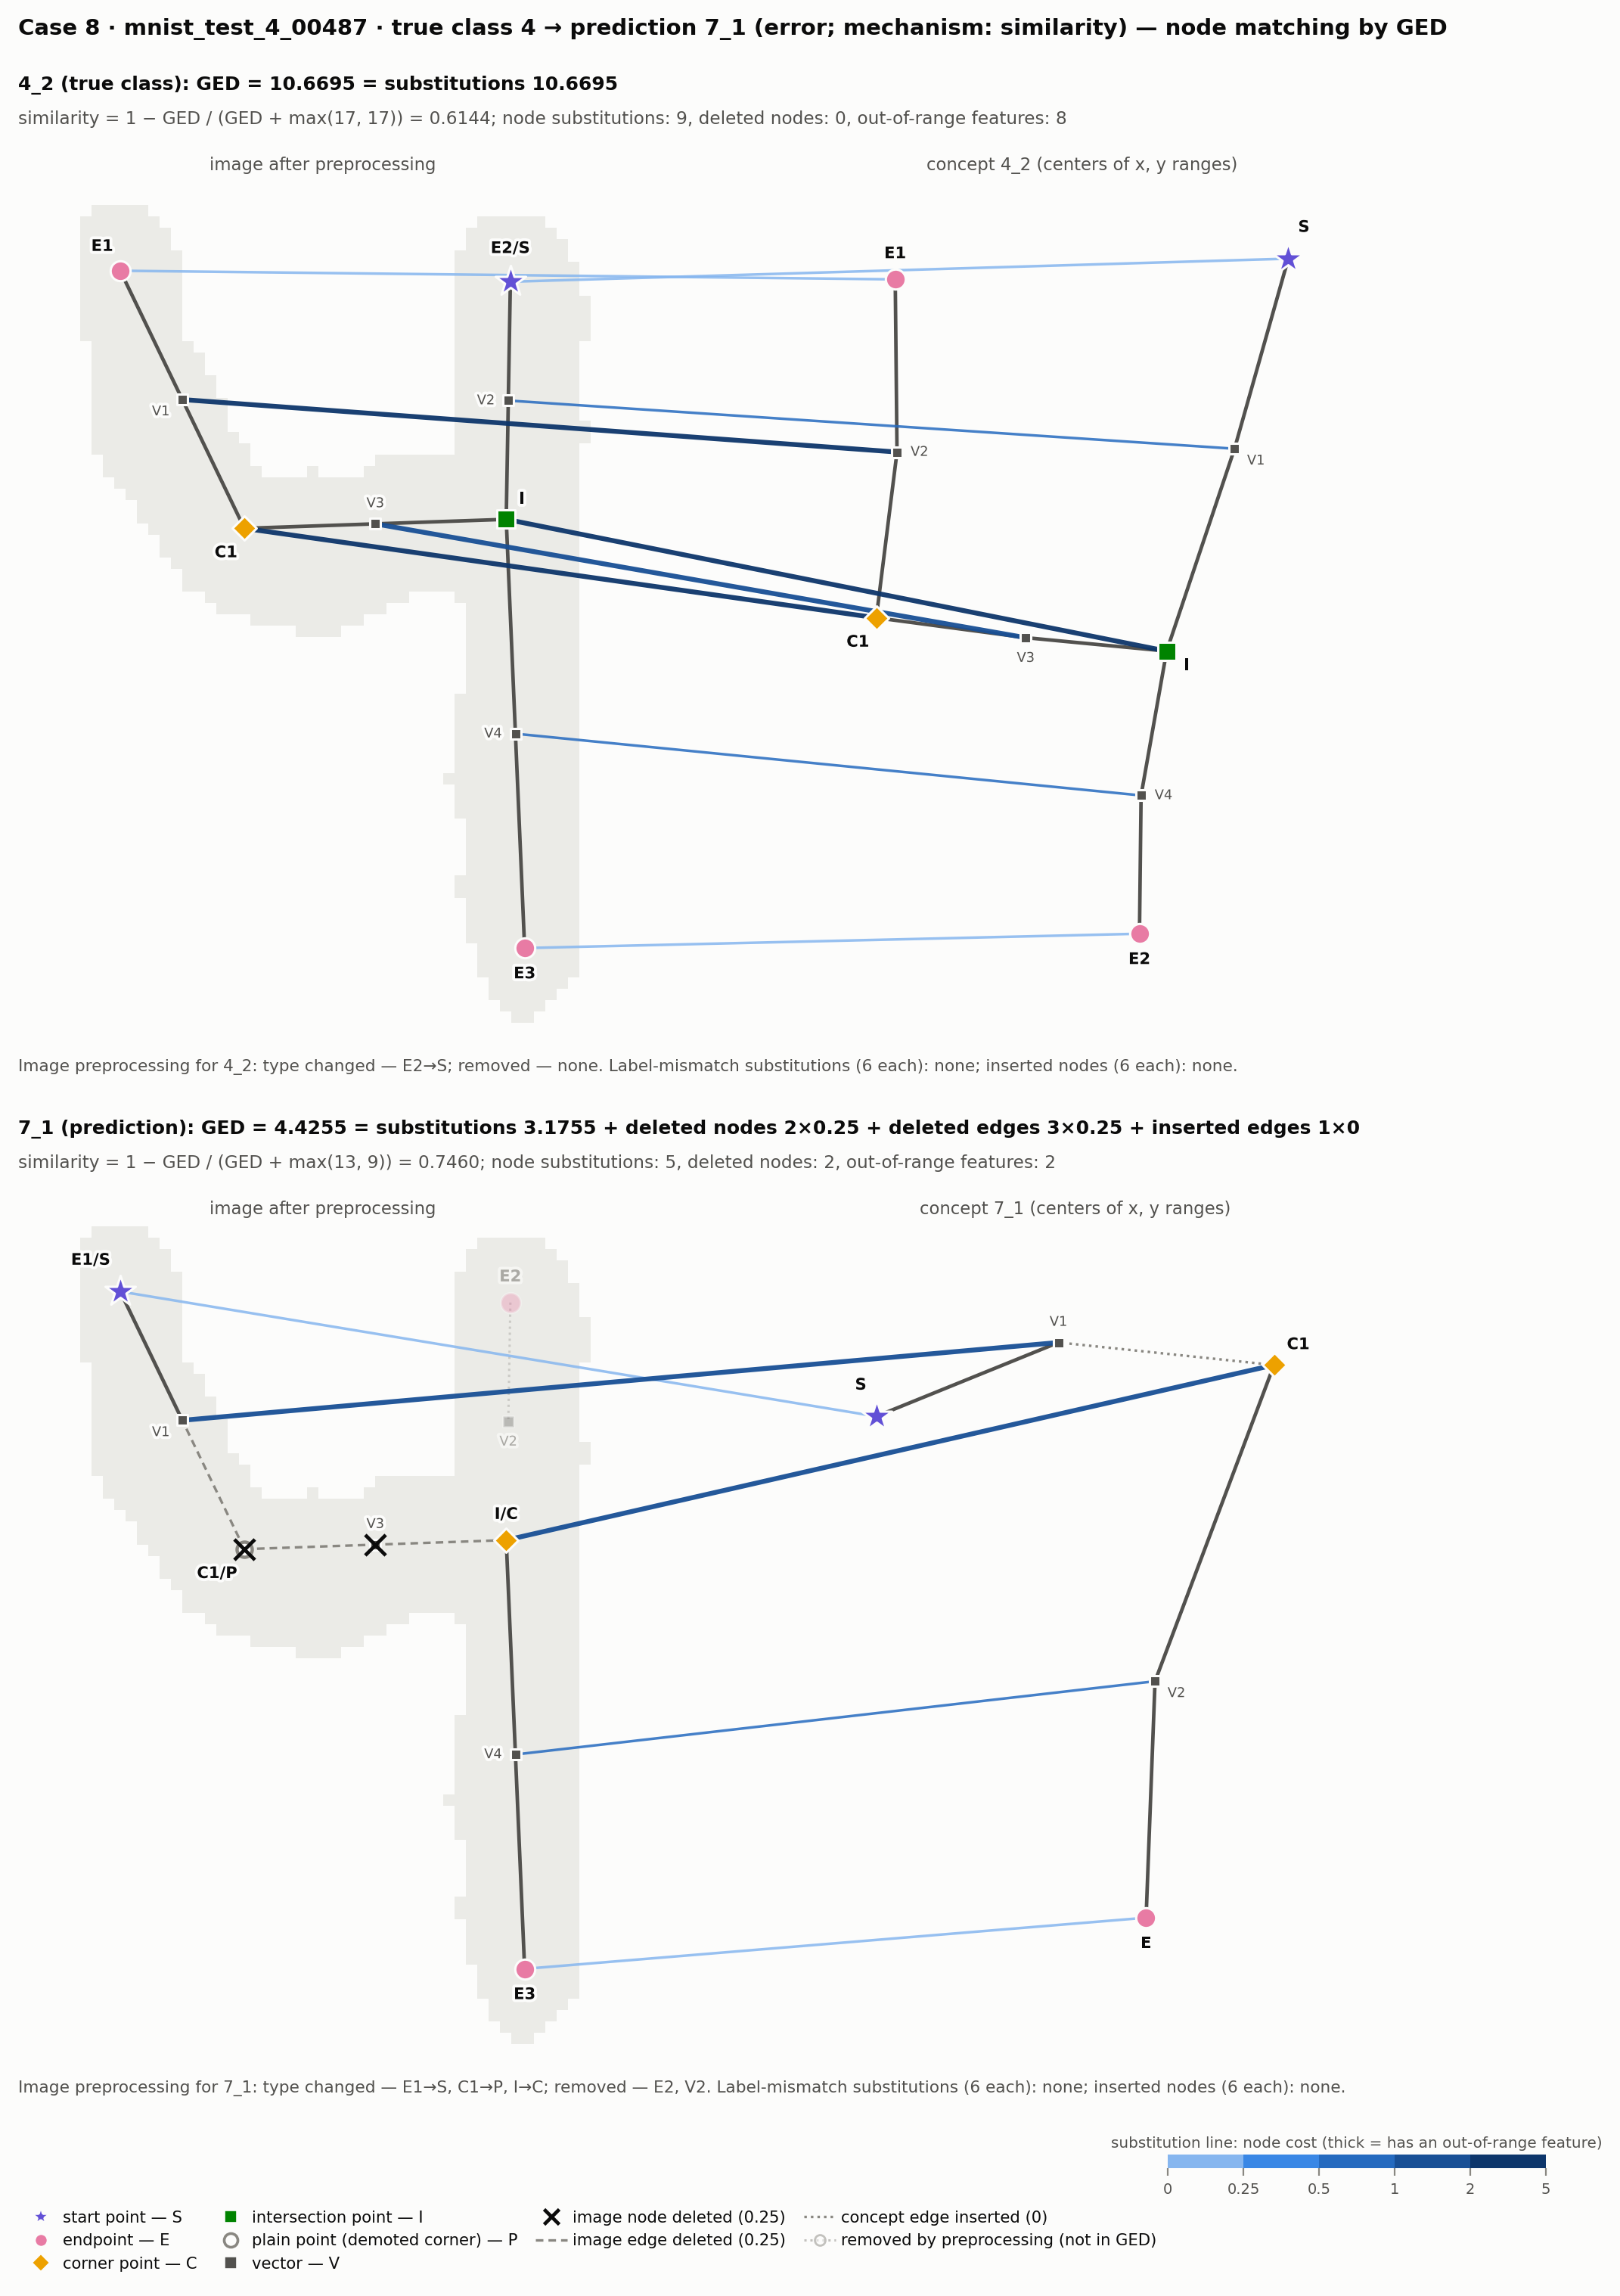 Case 8 · mnist_test_4_00487 · true class 4 → prediction 7_1 (error; mechanism: similarity) — node matching by GED
4_2 (true class): GED = 10.6695 = substitutions 10.6695
similarity = 1 − GED / (GED + max(17, 17)) = 0.6144; node substitutions: 9, deleted nodes: 0, out-of-range features: 8
image after preprocessing
concept 4_2 (centers of x, y ranges)
S
E1
E2/S
E1
V1
V2
V2
V1
V3
I
C1
C1
V3
I
V4
V4
E3
E2
Image preprocessing for 4_2: type changed — E2→S; removed — none. Label-mismatch substitutions (6 each): none; inserted nodes (6 each): none.
7_1 (prediction): GED = 4.4255 = substitutions 3.1755 + deleted nodes 2×0.25 + deleted edges 3×0.25 + inserted edges 1×0
similarity = 1 − GED / (GED + max(13, 9)) = 0.7460; node substitutions: 5, deleted nodes: 2, out-of-range features: 2
image after preprocessing
concept 7_1 (centers of x, y ranges)
E1/S
E2
V1
C1
S
V1
V2
V3
I/C
C1/P
V2
V4
E
E3
Image preprocessing for 7_1: type changed — E1→S, C1→P, I→C; removed — E2, V2. Label-mismatch substitutions (6 each): none; inserted nodes (6 each): none.
substitution line: node cost (thick = has an out-of-range feature)
0 0.25 0.5 1 2 5
start point — S
endpoint — E
corner point — C
intersection point — I
plain point (demoted corner) — P
vector — V
image node deleted (0.25)
image edge deleted (0.25)
concept edge inserted (0)
removed by preprocessing (not in GED)